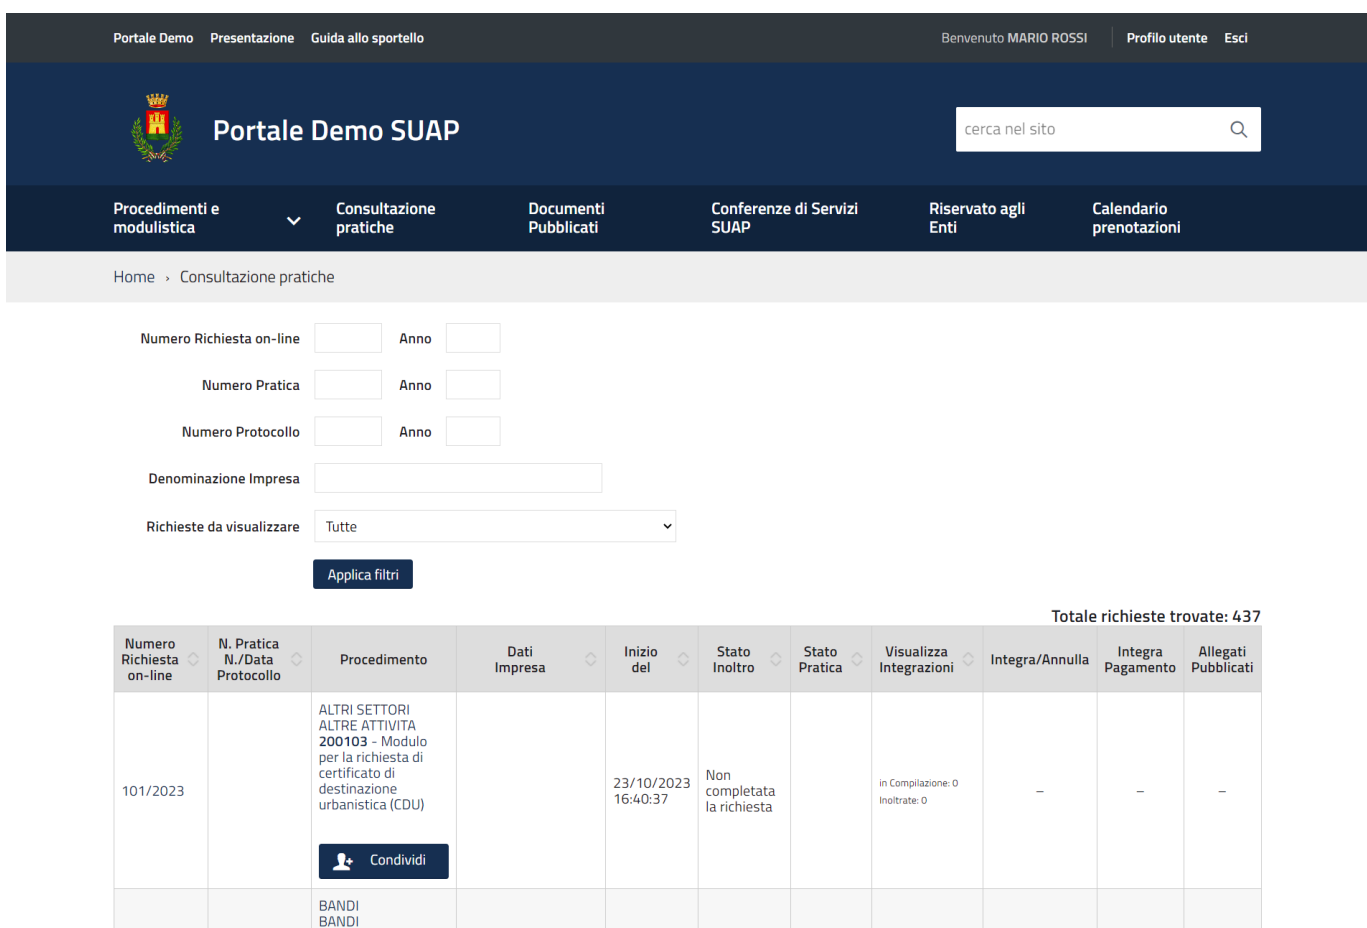 Portale Demo Presentazione Guida allo sportello Benvenuto MARIO ROSSI Profilo utente Esci
Portale Demo SUAP
cerca nel sito
Procedimenti e modulistica
Consultazione pratiche
Documenti Pubblicati
Conferenze di Servizi SUAP
Riservato agli Enti
Calendario prenotazioni
Home › Consultazione pratiche
Numero Richiesta on-line Anno
Numero Pratica Anno
Numero Protocollo Anno
Denominazione Impresa
Richieste da visualizzare Tutte
Applica filtri
Totale richieste trovate: 437
Numero Richiesta on-line
N. Pratica N./Data Protocollo
Procedimento
Dati Impresa
Inizio del
Stato Inoltro
Stato Pratica
Visualizza Integrazioni
Integra/Annulla
Integra Pagamento
Allegati Pubblicati
101/2023
ALTRI SETTORI
ALTRE ATTIVITA
200103 - Modulo
per la richiesta di
certificato di
destinazione
urbanistica (CDU)
Condividi
23/10/2023
16:40:37
Non
completata
la richiesta
in Compilazione: 0
Inoltrate: 0
– – –
BANDI
BANDI